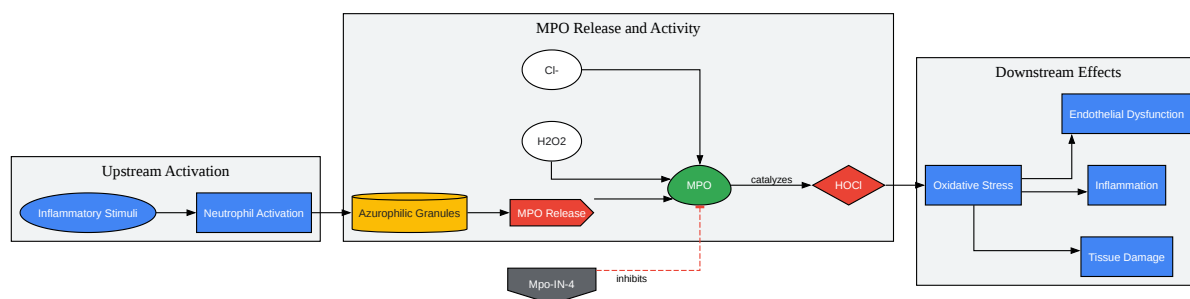 MPO Release and Activity
Cl-
Downstream Effects
Endothelial Dysfunction
H2O2
Upstream Activation
MPO
catalyzes
HOCl
Oxidative Stress
Inflammation
Inflammatory Stimuli
Neutrophil Activation
Azurophilic Granules
MPO Release
Tissue Damage
inhibits
Mpo-IN-4